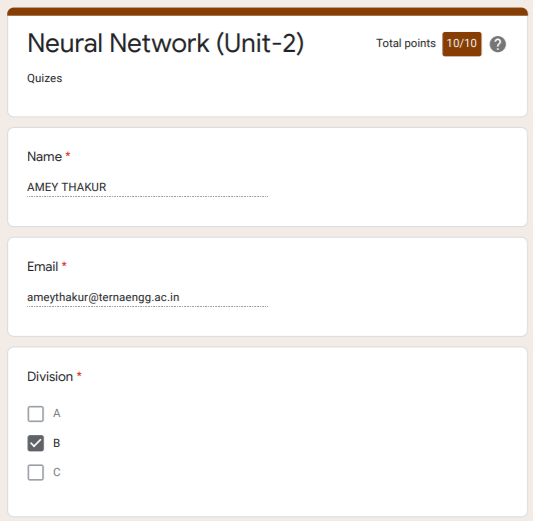 Neural Network (Unit-2)
Total points 10/10 ?
Quizes
Name *
AMEY THAKUR
Email *
ameythakur@ternaengg.ac.in
Division *
A
B
C